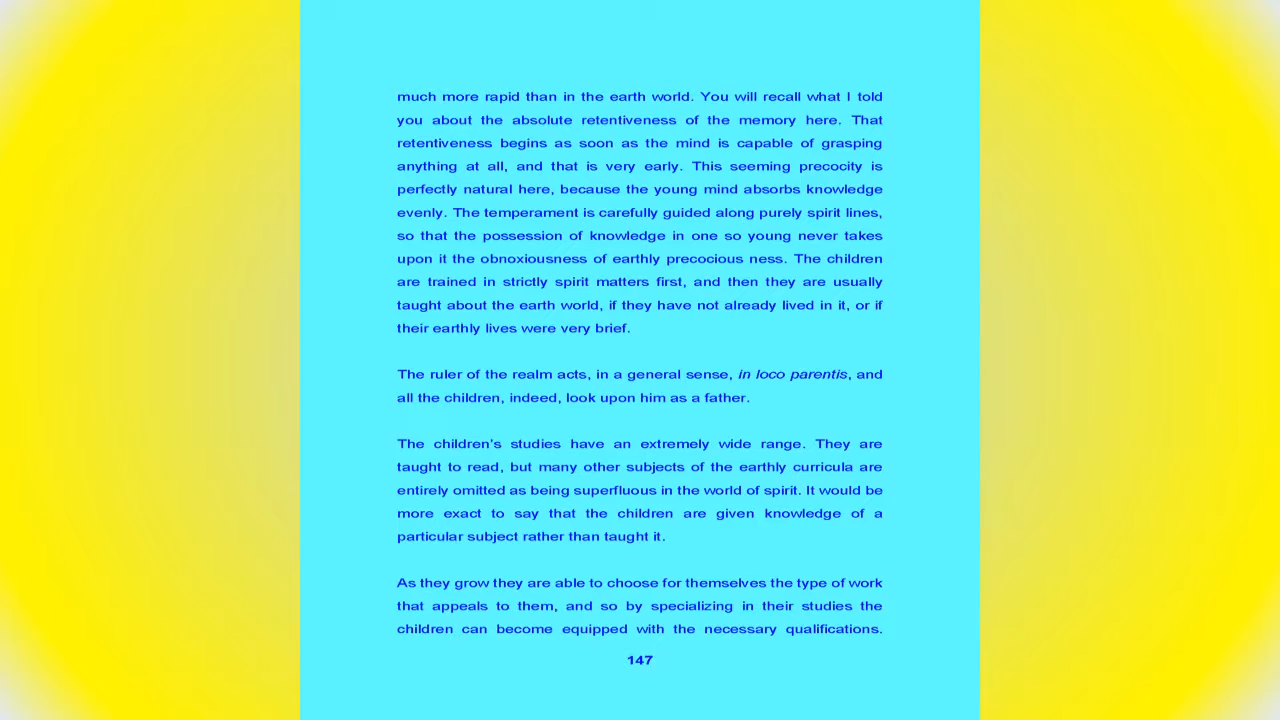 much more rapid than in the earth world. You will recall what I told
you about the absolute retentiveness of the memory here. That
retentiveness begins as soon as the mind is capable of grasping
anything at all, and that is very early. This seeming precocity is
perfectly natural here, because the young mind absorbs knowledge
evenly. The temperament is carefully guided along purely spirit lines,
so that the possession of knowledge in one so young never takes
upon it the obnoxiousness of earthly precocious ness. The children
are trained in strictly spirit matters first, and then they are usually
taught about the earth world, if they have not already lived in it, or if
their earthly lives were very brief.
The ruler of the realm acts, in a general sense, in loco parentis, and
all the children, indeed, look upon him as a father.
The children's studies have an extremely wide range. They are
taught to read, but many other subjects of the earthly curricula are
entirely omitted as being superfluous in the world of spirit. It would be
more exact to say that the children are given knowledge of a
particular subject rather than taught it.
As they grow they are able to choose for themselves the type of work
that appeals to them, and so by specializing in their studies the
children can become equipped with the necessary qualifications.
147